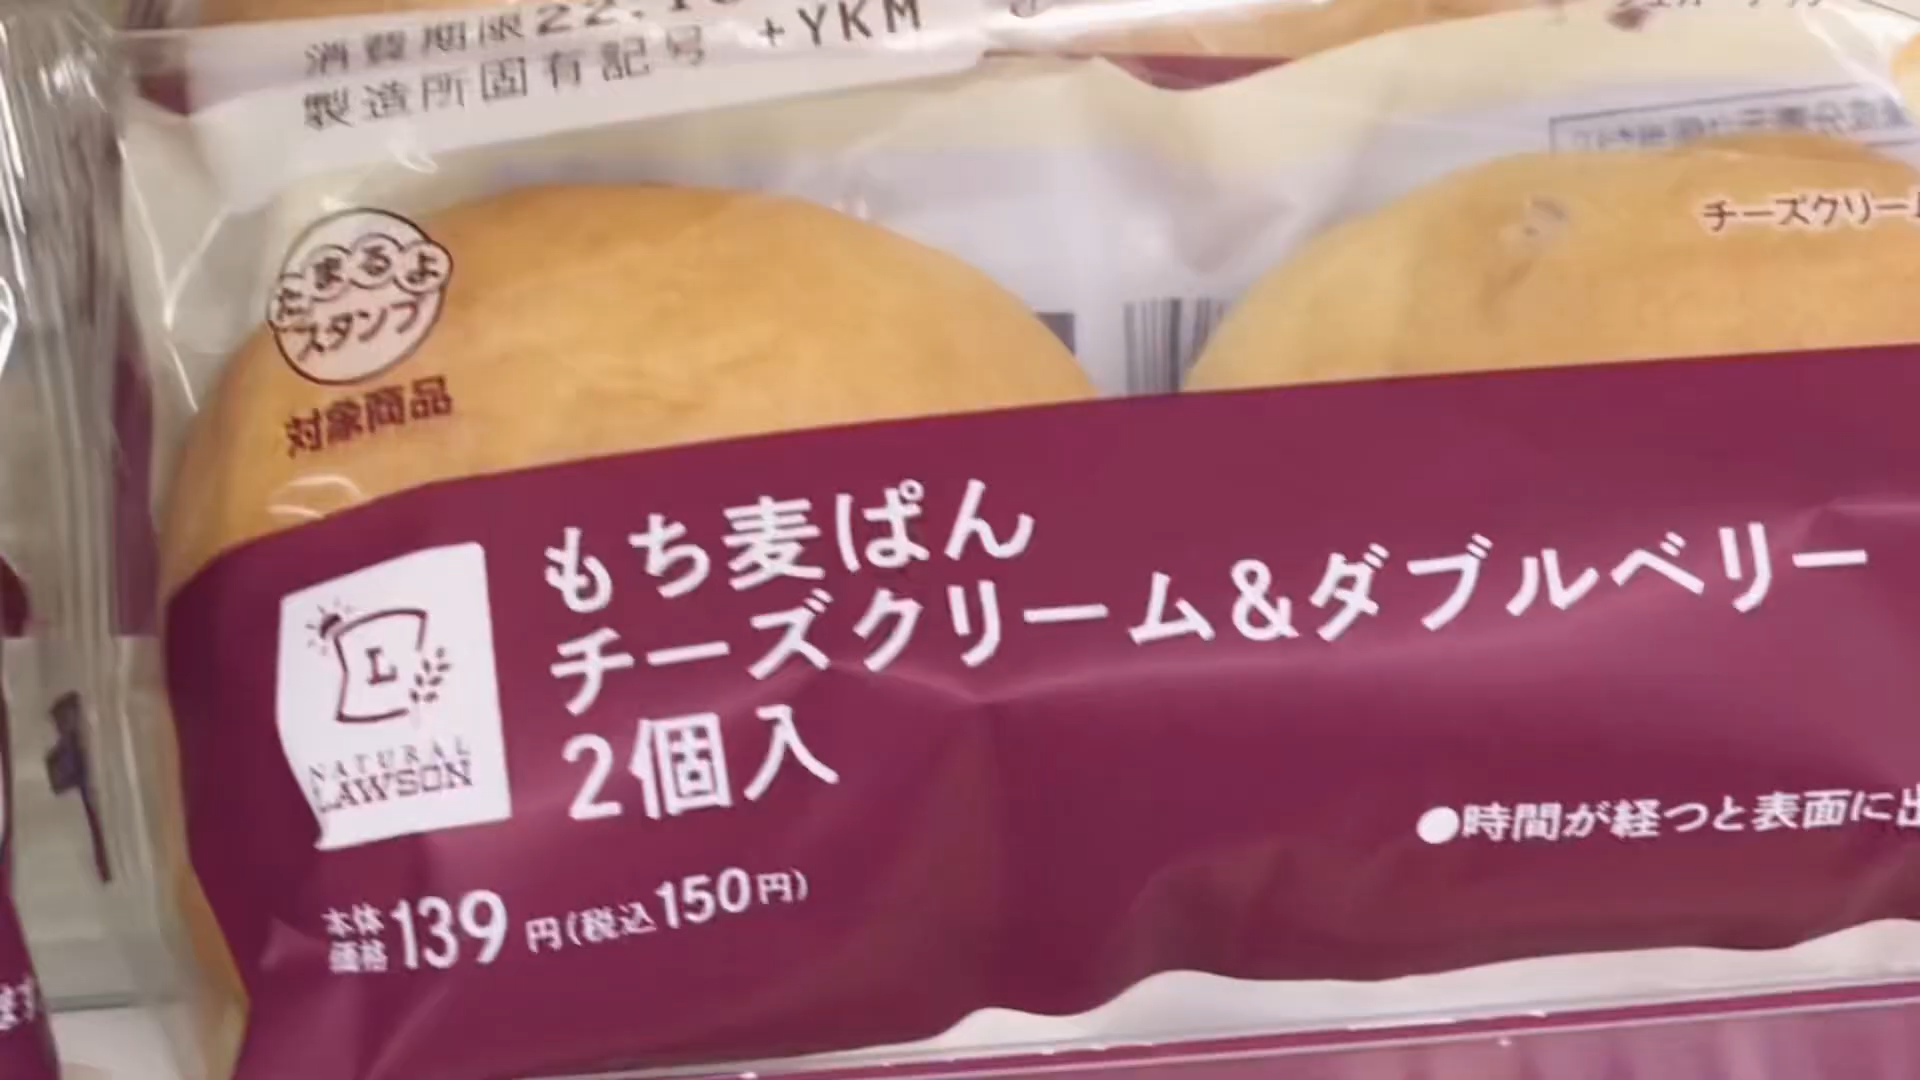 消費期限22.10
製造所固有記号 +YKM
たまるよ
スタンプ
対象商品
チーズクリーム
もち麦ぱん
チーズクリーム&ダブルベリー
2個入
L
NATURAL
LAWSON
●時間が経つと表面に出
本体価格139円(税込150円)